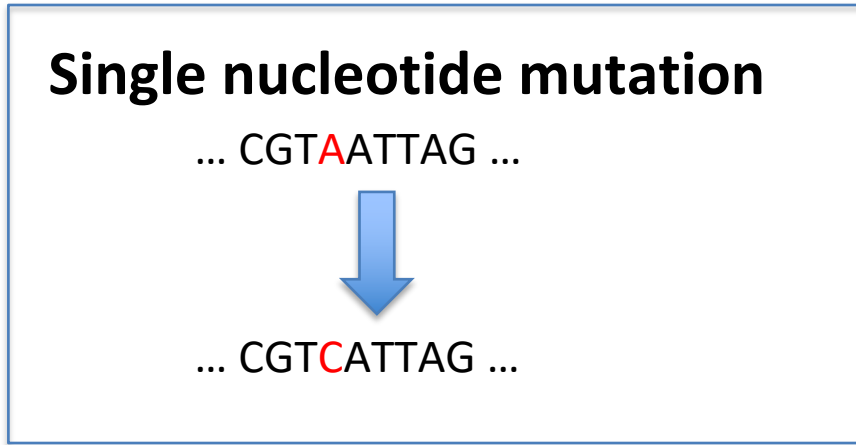 Single nucleotide mutation
… CGTAATTAG …
… CGTCATTAG …